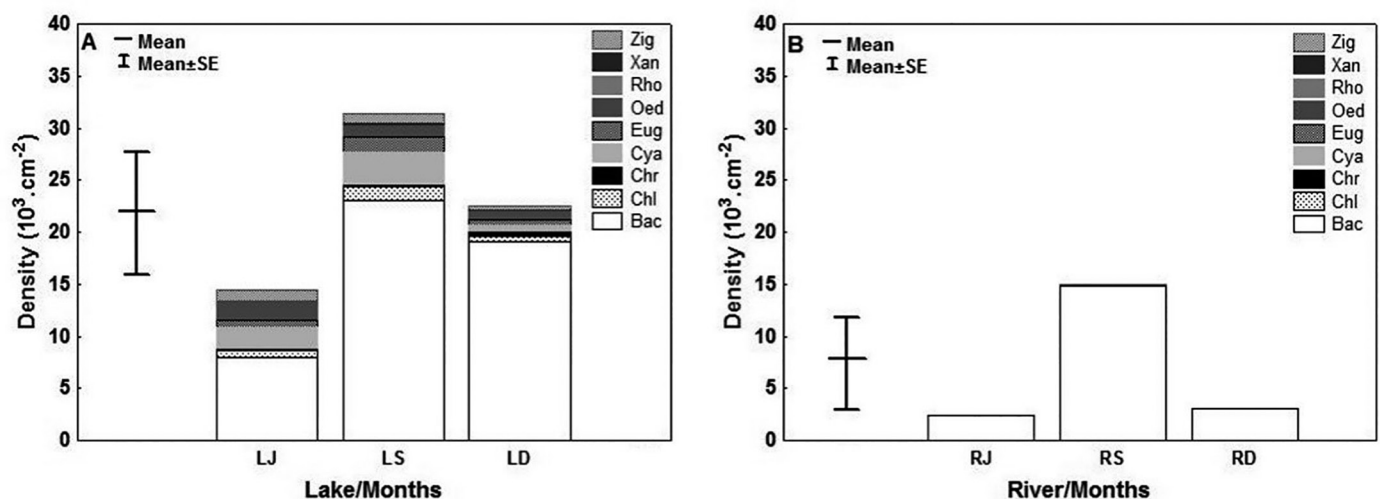 A
Mean
Mean±SE
Zig
Xan
Rho
Oed
Eug
Cya
Chr
Chl
Bac
40
35
30
25
20
15
10
5
0
Density (10³.cm⁻²)
LJ LS LD
Lake/Months
B
Mean
Mean±SE
Zig
Xan
Rho
Oed
Eug
Cya
Chr
Chl
Bac
40
35
30
25
20
15
10
5
0
Density (10³.cm⁻²)
RJ RS RD
River/Months